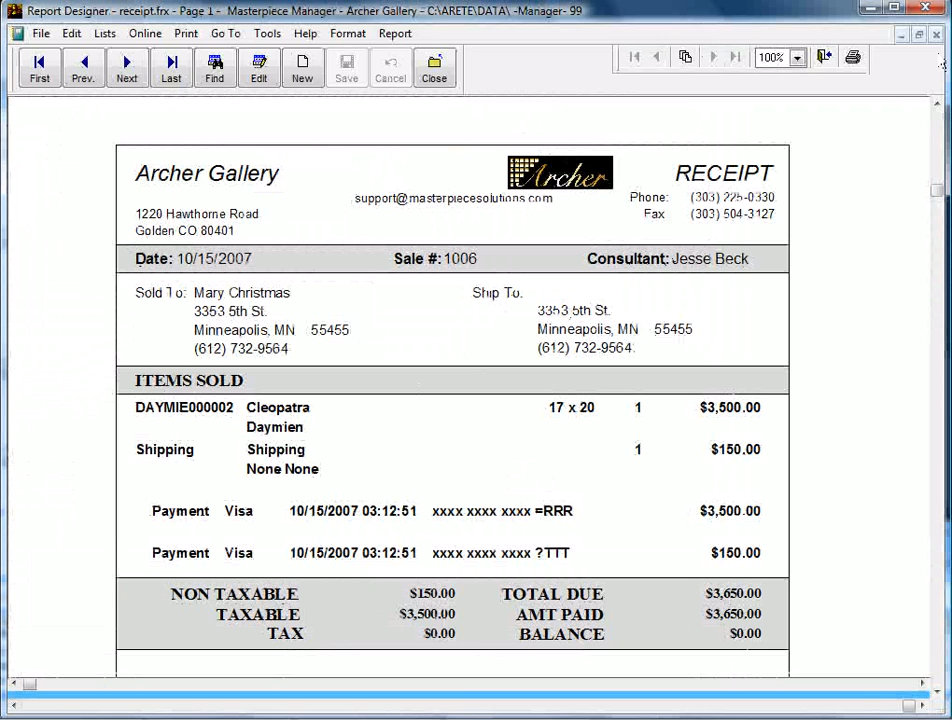 Report Designer - receipt.frx - Page 1 - Masterpiece Manager - Archer Gallery - C:\ARETE\DATA\ -Manager- 99
File Edit Lists Online Print Go To Tools Help Format Report
First Prev. Next Last Find Edit New Save Cancel Close 100%
Archer Gallery Archer RECEIPT
support@masterpiecesolutions.com Phone: (303) 225-0330
1220 Hawthorne Road Fax (303) 504-3127
Golden CO 80401
Date: 10/15/2007 Sale #: 1006 Consultant: Jesse Beck
Sold To: Mary Christmas Ship To.
3353 5th St. 3353 5th St.
Minneapolis, MN 55455 Minneapolis, MN 55455
(612) 732-9564 (612) 732-9564
ITEMS SOLD
DAYMIE000002 Cleopatra 17 x 20 1 $3,500.00
Daymien
Shipping Shipping 1 $150.00
None None
Payment Visa 10/15/2007 03:12:51 xxxx xxxx xxxx =RRR $3,500.00
Payment Visa 10/15/2007 03:12:51 xxxx xxxx xxxx ?TTT $150.00
NON TAXABLE $150.00 TOTAL DUE $3,650.00
TAXABLE $3,500.00 AMT PAID $3,650.00
TAX $0.00 BALANCE $0.00